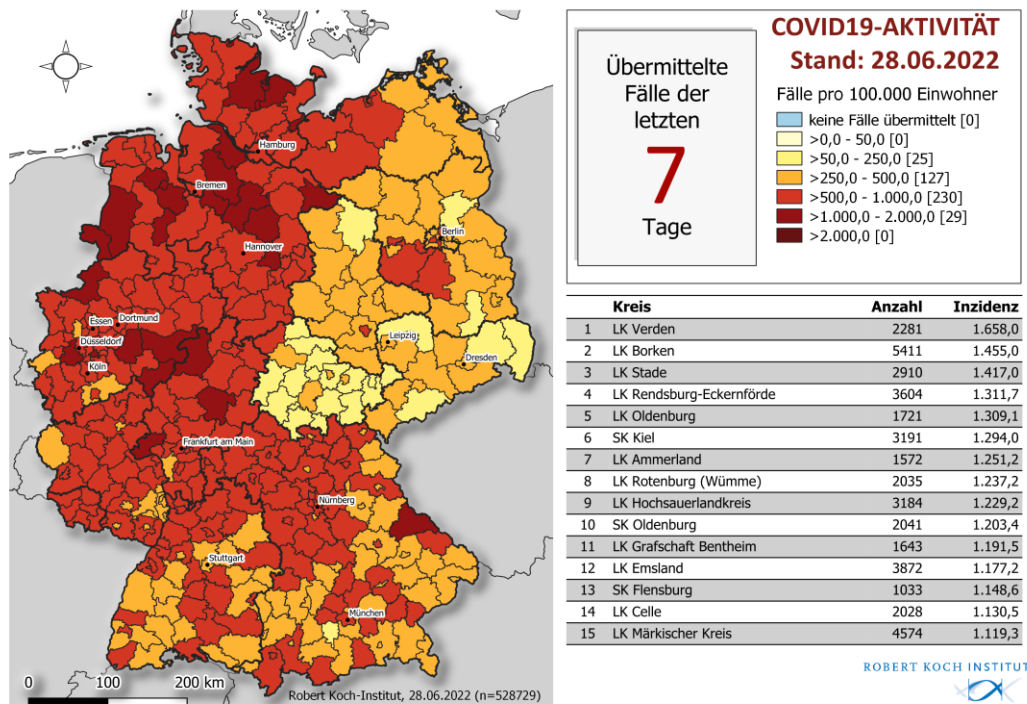 COVID19-AKTIVITÄT
Stand: 28.06.2022
Übermittelte
Fälle der
letzten
7
Tage
Fälle pro 100.000 Einwohner
keine Fälle übermittelt [0]
>0,0 - 50,0 [0]
>50,0 - 250,0 [25]
>250,0 - 500,0 [127]
>500,0 - 1.000,0 [230]
>1.000,0 - 2.000,0 [29]
>2.000,0 [0]
Hamburg
Bremen
Berlin
Hannover
Essen
Dortmund
Düsseldorf
Leipzig
Köln
Dresden
Frankfurt am Main
Nürnberg
Stuttgart
München
0 100 200 km
Robert Koch-Institut, 28.06.2022 (n=528729)
Kreis Anzahl Inzidenz
1 LK Verden 2281 1.658,0
2 LK Borken 5411 1.455,0
3 LK Stade 2910 1.417,0
4 LK Rendsburg-Eckernförde 3604 1.311,7
5 LK Oldenburg 1721 1.309,1
6 SK Kiel 3191 1.294,0
7 LK Ammerland 1572 1.251,2
8 LK Rotenburg (Wümme) 2035 1.237,2
9 LK Hochsauerlandkreis 3184 1.229,2
10 SK Oldenburg 2041 1.203,4
11 LK Grafschaft Bentheim 1643 1.191,5
12 LK Emsland 3872 1.177,2
13 SK Flensburg 1033 1.148,6
14 LK Celle 2028 1.130,5
15 LK Märkischer Kreis 4574 1.119,3
ROBERT KOCH INSTITUT